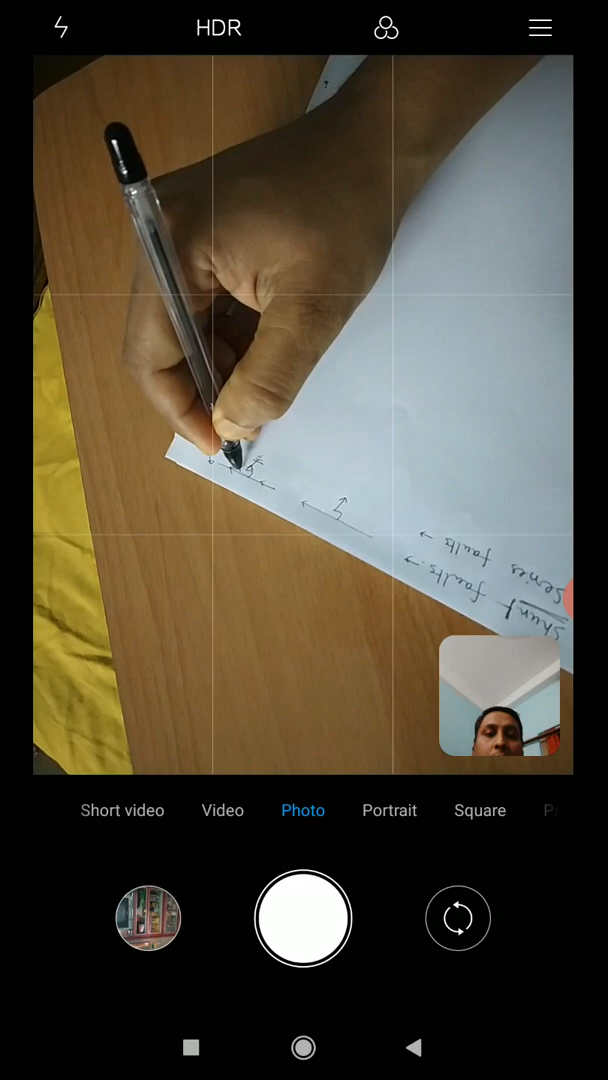 HDR
Shunt faults →
Series faults →
a
Short video Video Photo Portrait Square